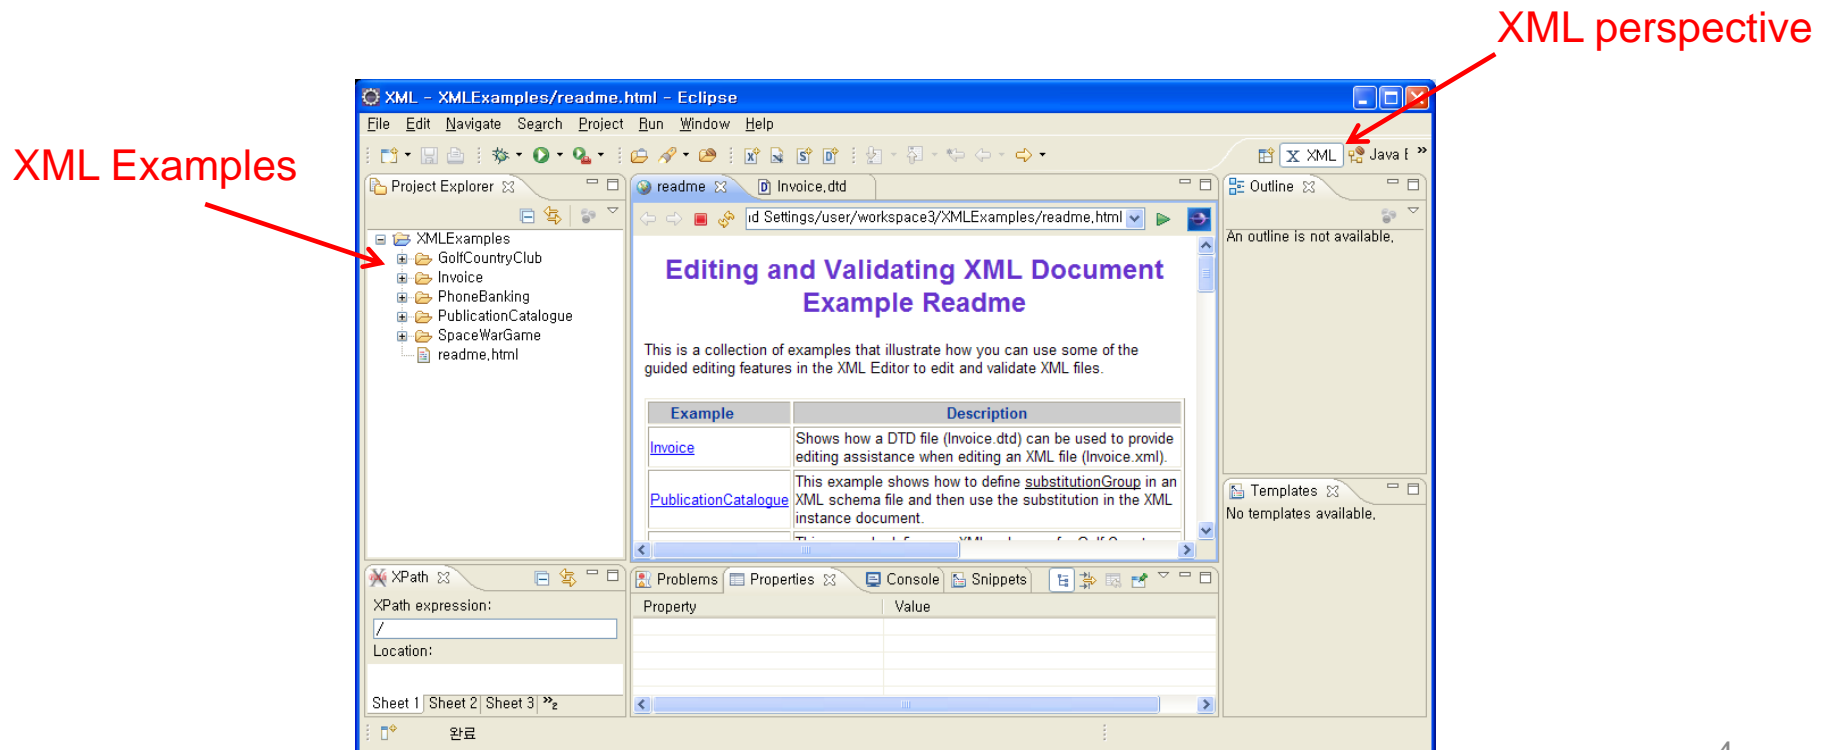 XML perspective
XML Examples
XML - XMLExamples/readme.html - Eclipse
File Edit Navigate Search Project Run Window Help
XML Java E »
Project Explorer
readme Invoice.dtd
Outline
id Settings/user/workspace3/XMLExamples/readme.html
XMLExamples
GolfCountryClub
Invoice
PhoneBanking
PublicationCatalogue
SpaceWarGame
readme.html
Editing and Validating XML Document
Example Readme
This is a collection of examples that illustrate how you can use some of the
guided editing features in the XML Editor to edit and validate XML files.
Example Description
Invoice
Shows how a DTD file (Invoice.dtd) can be used to provide
editing assistance when editing an XML file (Invoice.xml).
PublicationCatalogue
This example shows how to define substitutionGroup in an
XML schema file and then use the substitution in the XML
instance document.
An outline is not available.
Templates
No templates available.
XPath
XPath expression:
/
Location:
Sheet 1 Sheet 2 Sheet 3 »2
Problems Properties Console Snippets
Property Value
완료